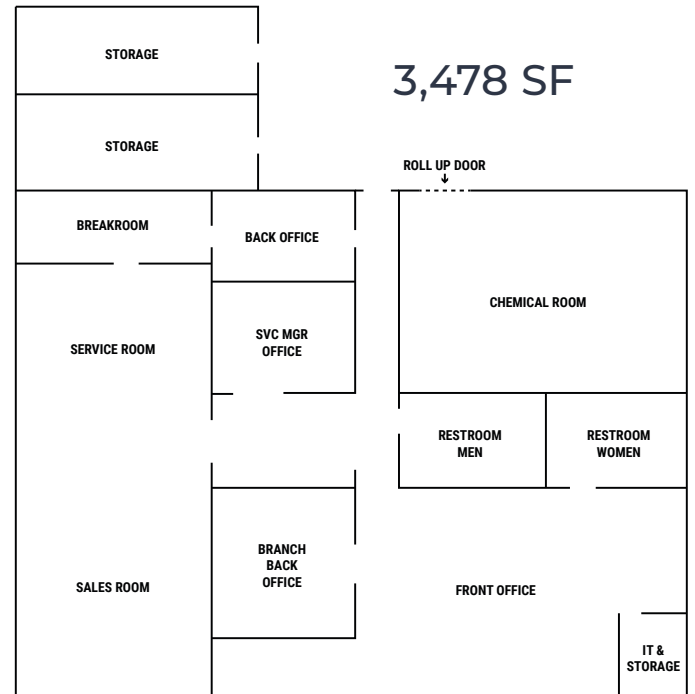 STORAGE
3,478 SF
STORAGE
ROLL UP DOOR
BREAKROOM
BACK OFFICE
CHEMICAL ROOM
SERVICE ROOM
SVC MGR
OFFICE
RESTROOM
MEN
RESTROOM
WOMEN
BRANCH
BACK
OFFICE
SALES ROOM
FRONT OFFICE
IT &
STORAGE